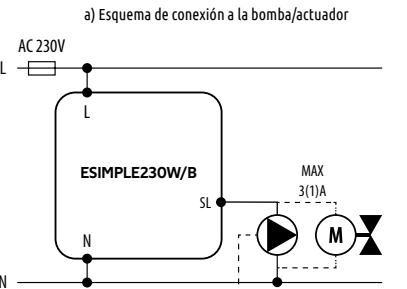 a) Esquema de conexión a la bomba/actuador
AC 230V
L
L
ESIMPLE230W/B
MAX
3(1)A
SL
M
N
N